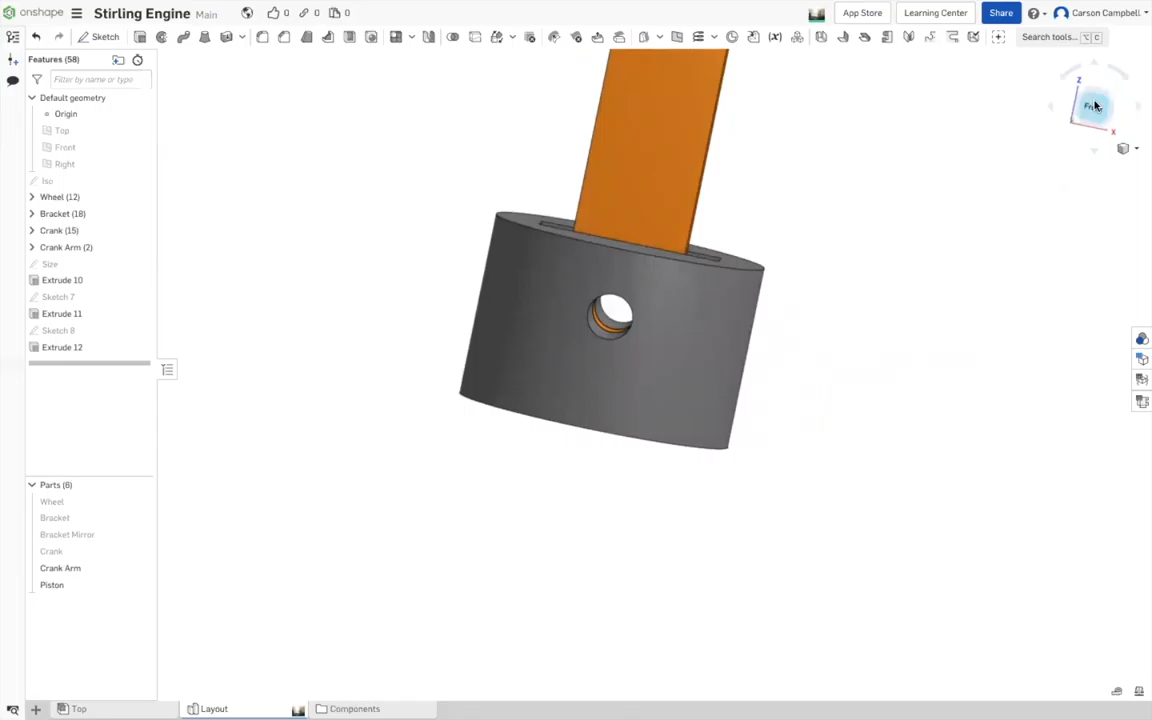 onshape Stirling Engine Main 0 0 0 App Store Learning Center Share Carson Campbell
Sketch Search tools... ⌥ C
Features (58)
Filter by name or type
Default geometry
Origin
Top
Front
Right
Iso
Wheel (12)
Bracket (18)
Crank (15)
Crank Arm (2)
Size
Extrude 10
Sketch 7
Extrude 11
Sketch 8
Extrude 12
Z
X
Parts (6)
Wheel
Bracket
Bracket Mirror
Crank
Crank Arm
Piston
Top Layout Components